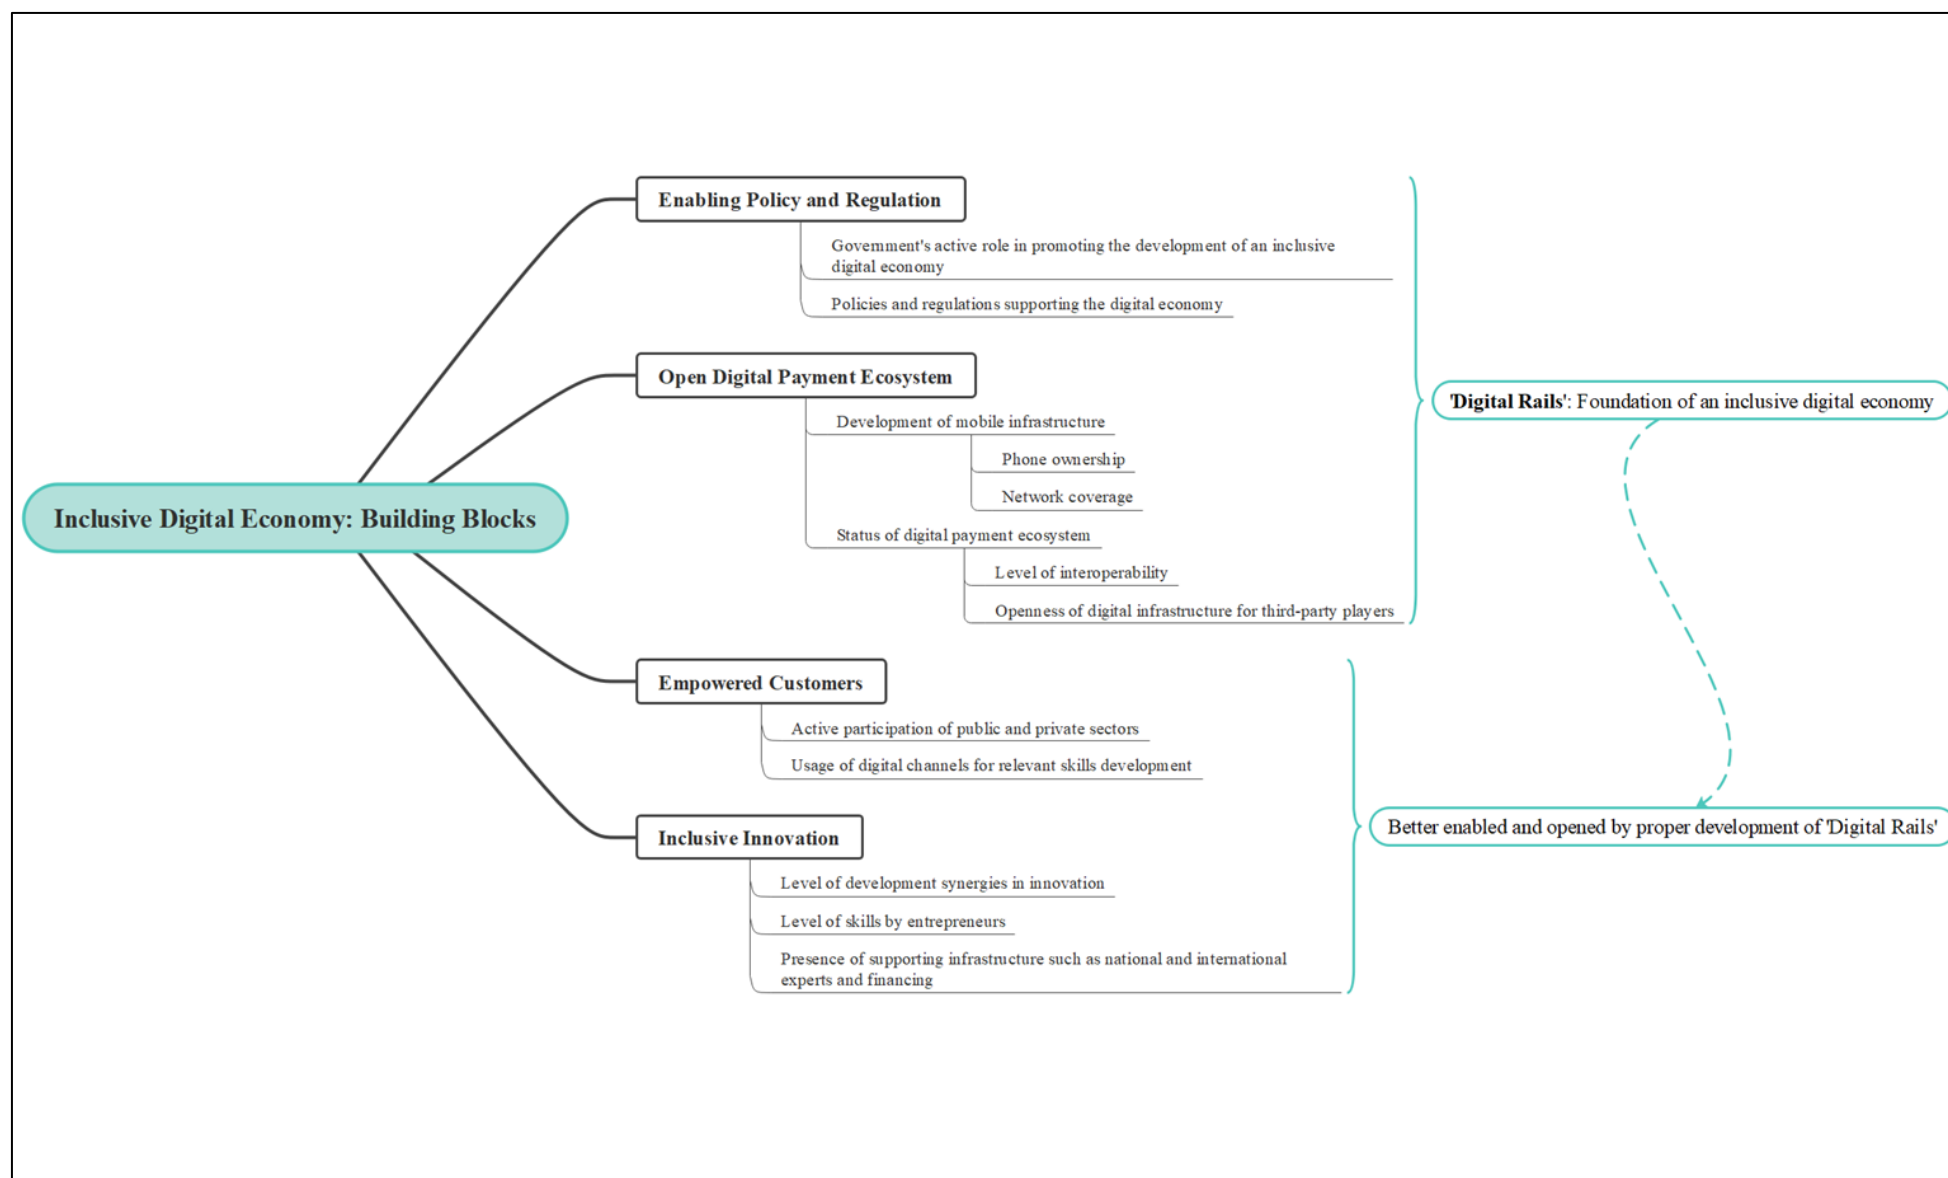 Enabling Policy and Regulation
Government's active role in promoting the development of an inclusive
digital economy
Policies and regulations supporting the digital economy
Open Digital Payment Ecosystem
Development of mobile infrastructure
Phone ownership
Network coverage
Status of digital payment ecosystem
Level of interoperability
Openness of digital infrastructure for third-party players
'Digital Rails': Foundation of an inclusive digital economy
Inclusive Digital Economy: Building Blocks
Empowered Customers
Active participation of public and private sectors
Usage of digital channels for relevant skills development
Inclusive Innovation
Level of development synergies in innovation
Level of skills by entrepreneurs
Presence of supporting infrastructure such as national and international
experts and financing
Better enabled and opened by proper development of 'Digital Rails'